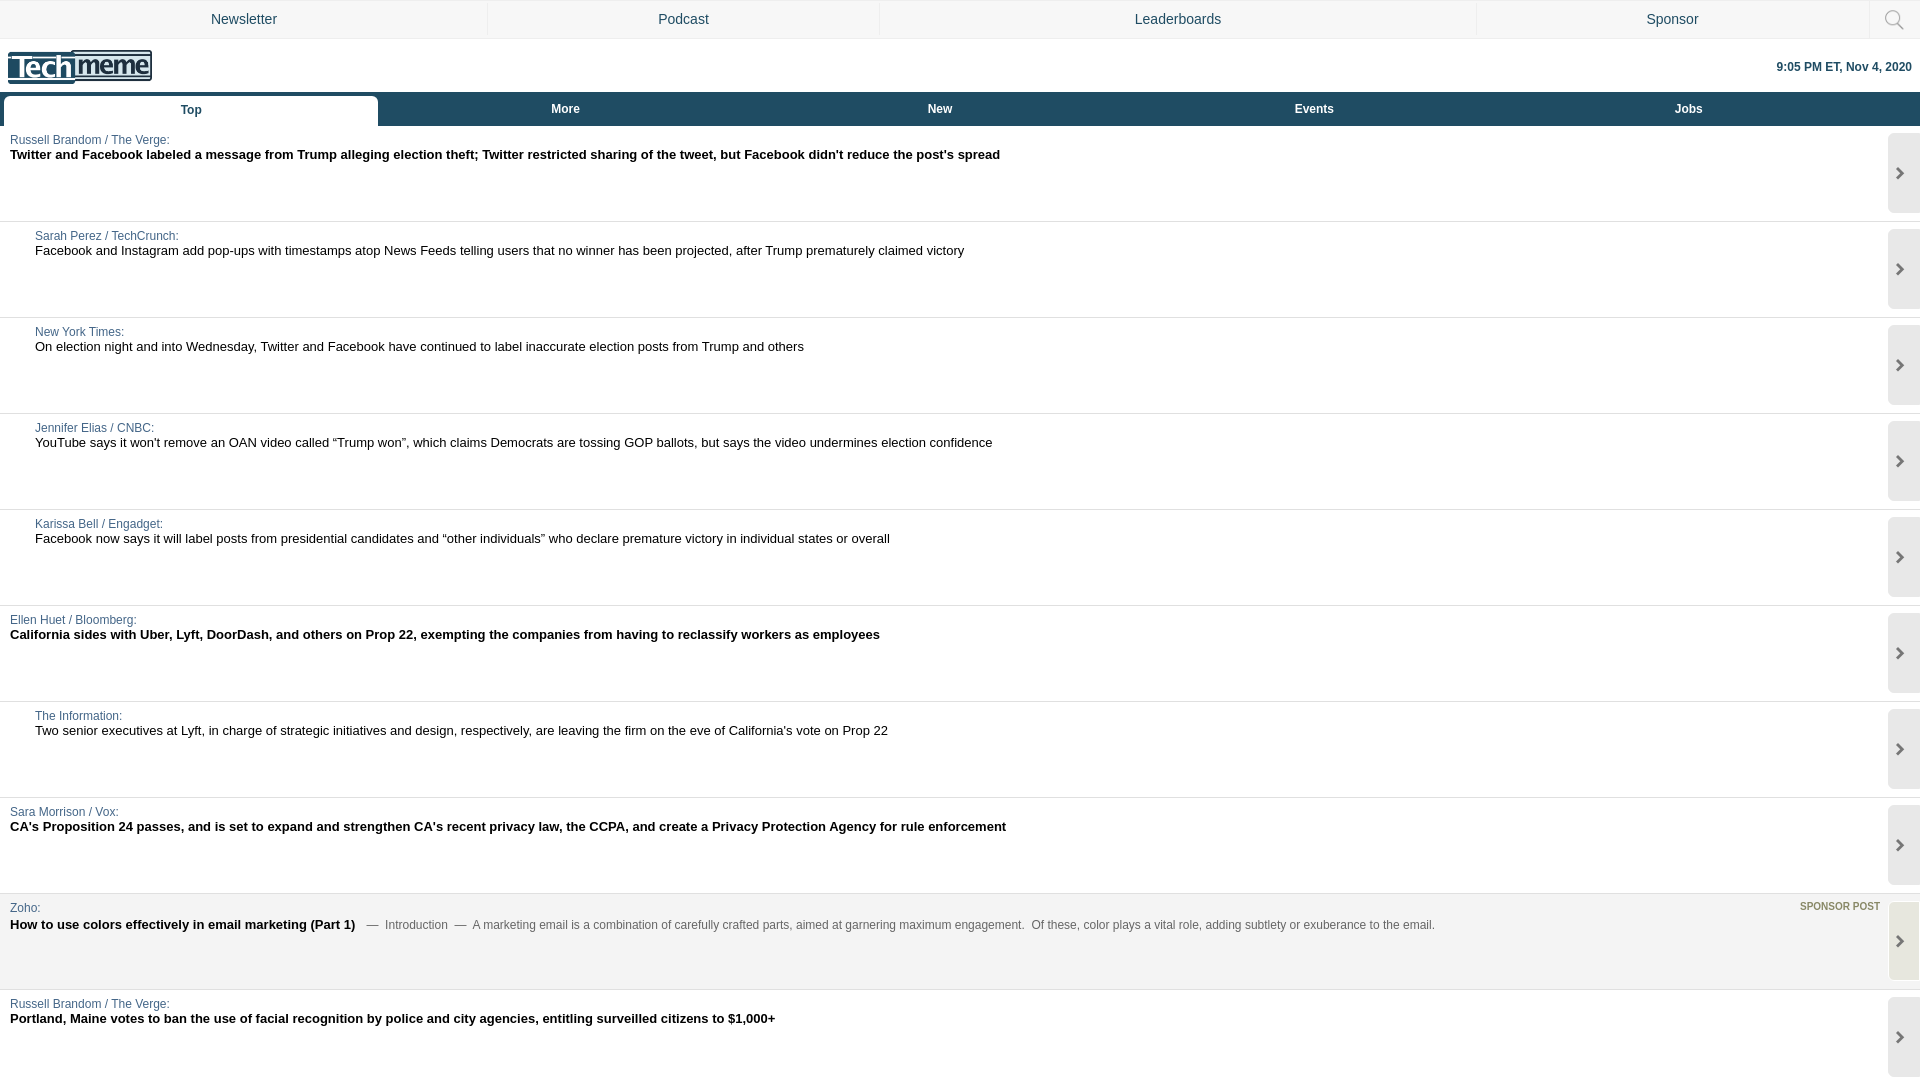 Newsletter
Podcast
Leaderboards
Sponsor
Techmeme
9:05 PM ET, Nov 4, 2020
Top
More
New
Events
Jobs
Russell Brandom / The Verge:
Twitter and Facebook labeled a message from Trump alleging election theft; Twitter restricted sharing of the tweet, but Facebook didn't reduce the post's spread
Sarah Perez / TechCrunch:
Facebook and Instagram add pop-ups with timestamps atop News Feeds telling users that no winner has been projected, after Trump prematurely claimed victory
New York Times:
On election night and into Wednesday, Twitter and Facebook have continued to label inaccurate election posts from Trump and others
Jennifer Elias / CNBC:
YouTube says it won't remove an OAN video called “Trump won”, which claims Democrats are tossing GOP ballots, but says the video undermines election confidence
Karissa Bell / Engadget:
Facebook now says it will label posts from presidential candidates and “other individuals” who declare premature victory in individual states or overall
Ellen Huet / Bloomberg:
California sides with Uber, Lyft, DoorDash, and others on Prop 22, exempting the companies from having to reclassify workers as employees
The Information:
Two senior executives at Lyft, in charge of strategic initiatives and design, respectively, are leaving the firm on the eve of California's vote on Prop 22
Sara Morrison / Vox:
CA's Proposition 24 passes, and is set to expand and strengthen CA's recent privacy law, the CCPA, and create a Privacy Protection Agency for rule enforcement
Zoho:
SPONSOR POST
How to use colors effectively in email marketing (Part 1) — Introduction — A marketing email is a combination of carefully crafted parts, aimed at garnering maximum engagement. Of these, color plays a vital role, adding subtlety or exuberance to the email.
Russell Brandom / The Verge:
Portland, Maine votes to ban the use of facial recognition by police and city agencies, entitling surveilled citizens to $1,000+